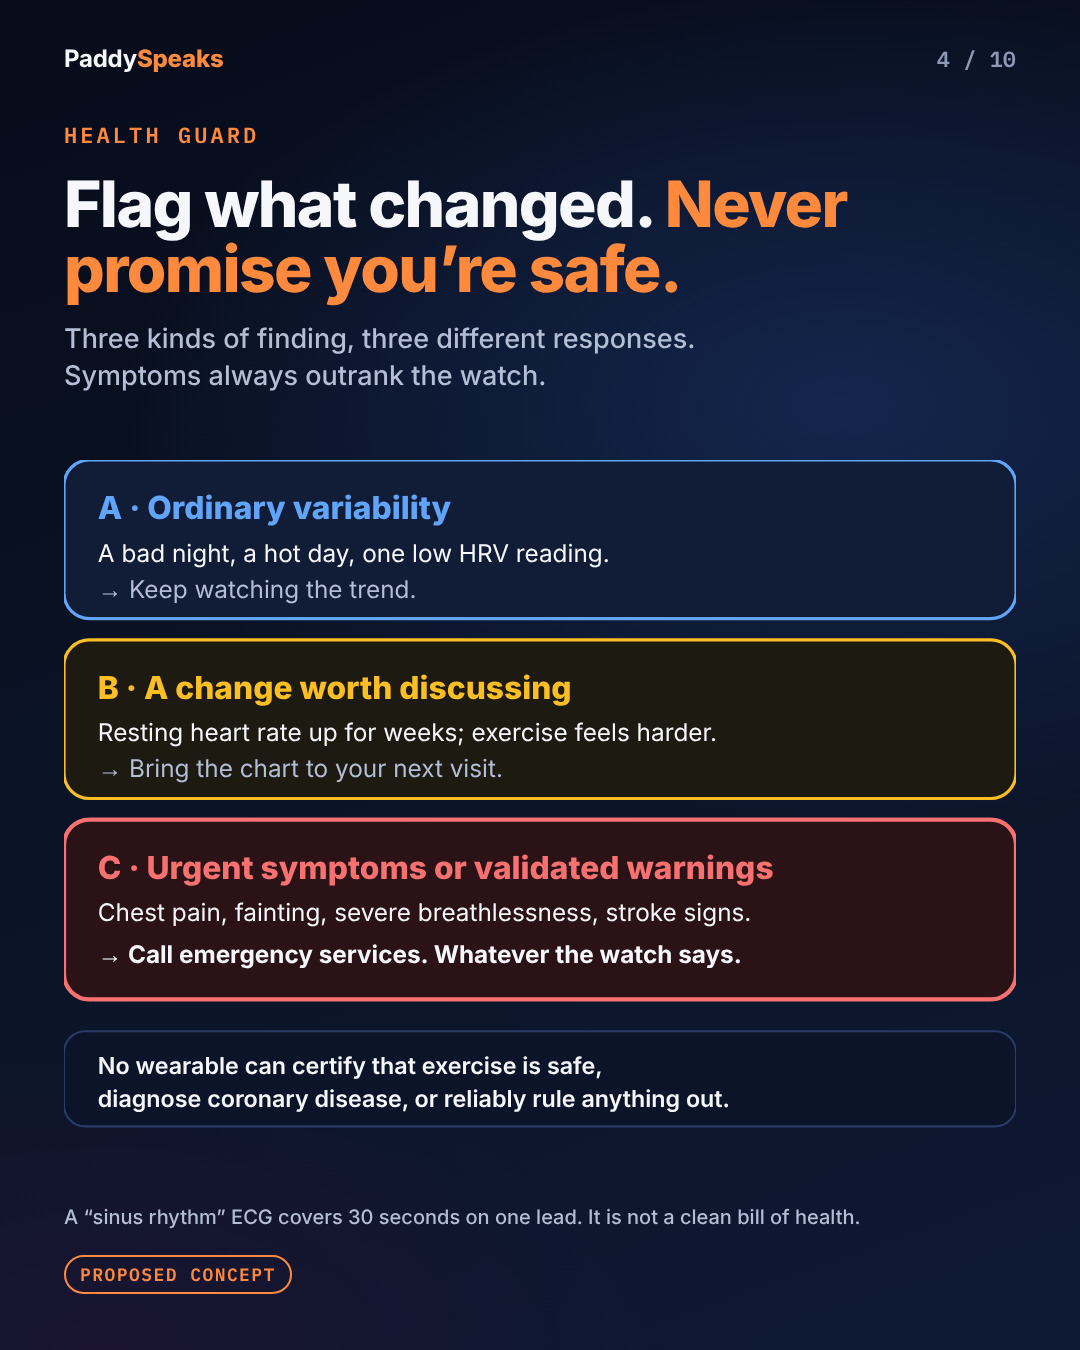 PaddySpeaks
4 / 10
HEALTH GUARD
Flag what changed. Never
promise you’re safe.
Three kinds of finding, three different responses.
Symptoms always outrank the watch.
A · Ordinary variability
A bad night, a hot day, one low HRV reading.
→ Keep watching the trend.
B · A change worth discussing
Resting heart rate up for weeks; exercise feels harder.
→ Bring the chart to your next visit.
C · Urgent symptoms or validated warnings
Chest pain, fainting, severe breathlessness, stroke signs.
→ Call emergency services. Whatever the watch says.
No wearable can certify that exercise is safe,
diagnose coronary disease, or reliably rule anything out.
A “sinus rhythm” ECG covers 30 seconds on one lead. It is not a clean bill of health.
PROPOSED CONCEPT